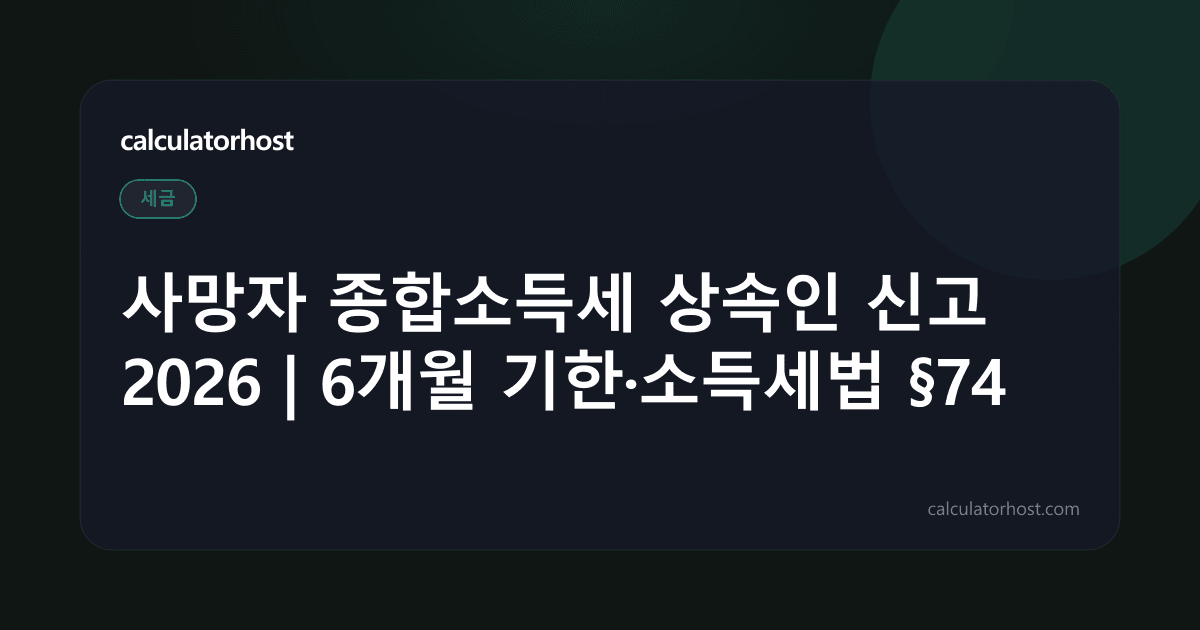 calculatorhost
세금
사망자 종합소득세 상속인 신고
2026 | 6개월 기한·소득세법 §74
calculatorhost.com